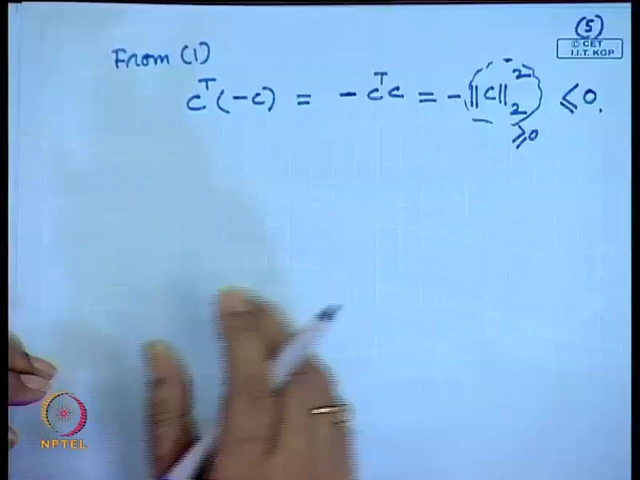 (5)
© CET
I.I.T. KGP
From (1)
c^T(-c) = - c^T c = - ||c||_2^2 ≤ 0.
≥0
NPTEL